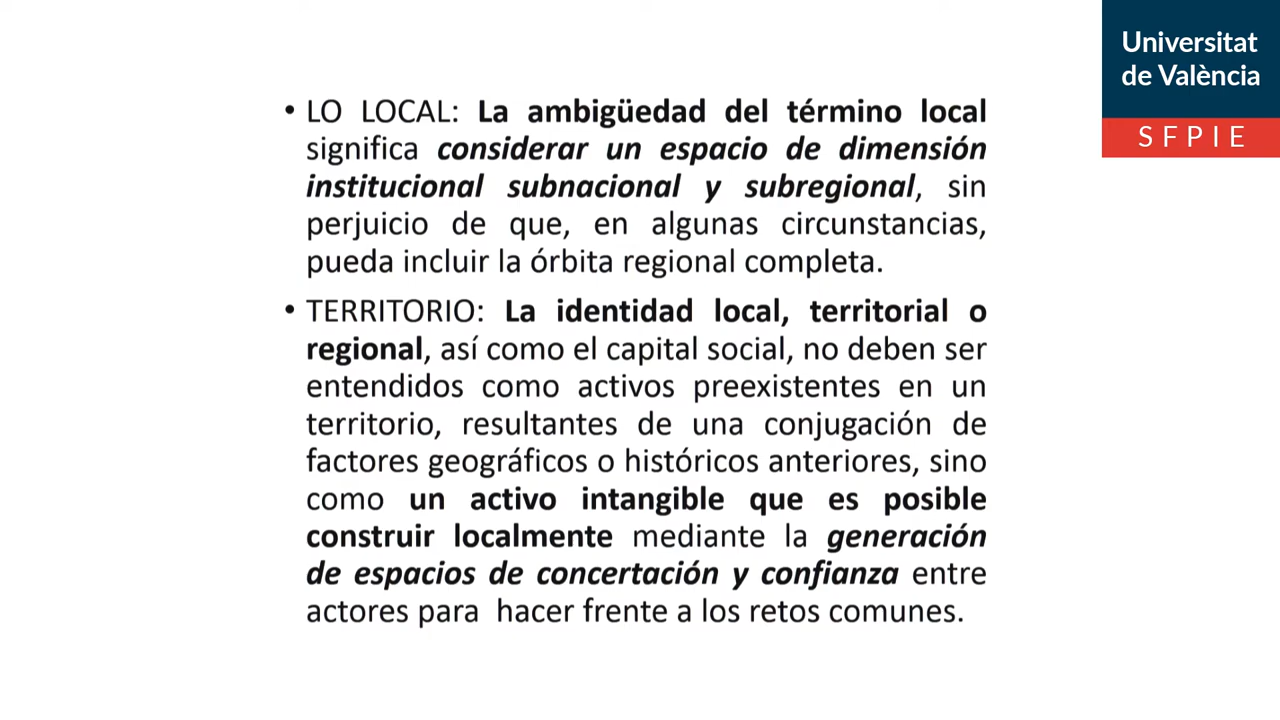 Universitat
de València
SFPIE
• LO LOCAL: La ambigüedad del término local
significa considerar un espacio de dimensión
institucional subnacional y subregional, sin
perjuicio de que, en algunas circunstancias,
pueda incluir la órbita regional completa.
• TERRITORIO: La identidad local, territorial o
regional, así como el capital social, no deben ser
entendidos como activos preexistentes en un
territorio, resultantes de una conjugación de
factores geográficos o históricos anteriores, sino
como un activo intangible que es posible
construir localmente mediante la generación
de espacios de concertación y confianza entre
actores para hacer frente a los retos comunes.